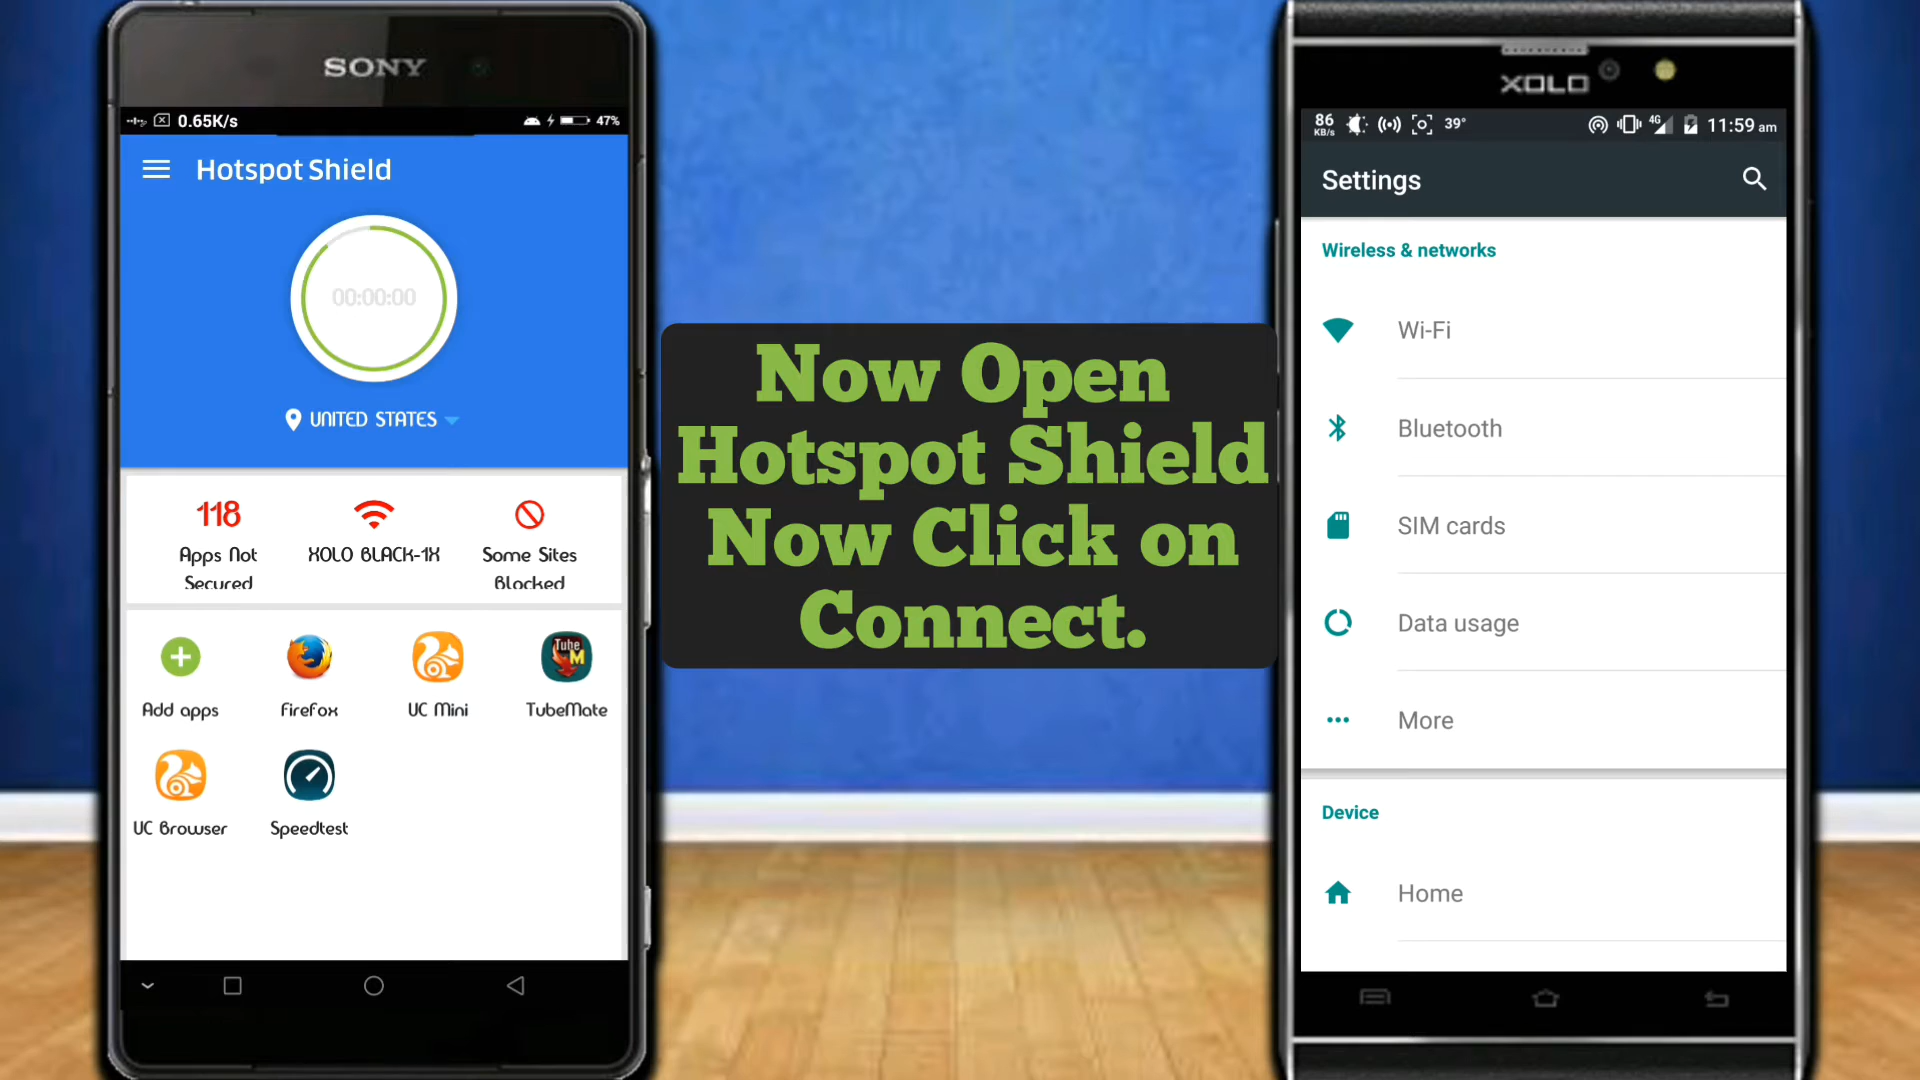 SONY
0.65K/s
47%
Hotspot Shield
00:00:00
UNITED STATES
118
Apps Not
Secured
XOLO BLACK-1X
Some Sites
Blocked
Add apps
Firefox
UC Mini
Tube
M
TubeMate
UC Browser
Speedtest
Now Open
Hotspot Shield
Now Click on
Connect.
XOLO
86
KB/s
39°
4G
11:59 am
Settings
Wireless & networks
Wi-Fi
Bluetooth
SIM cards
Data usage
More
Device
Home